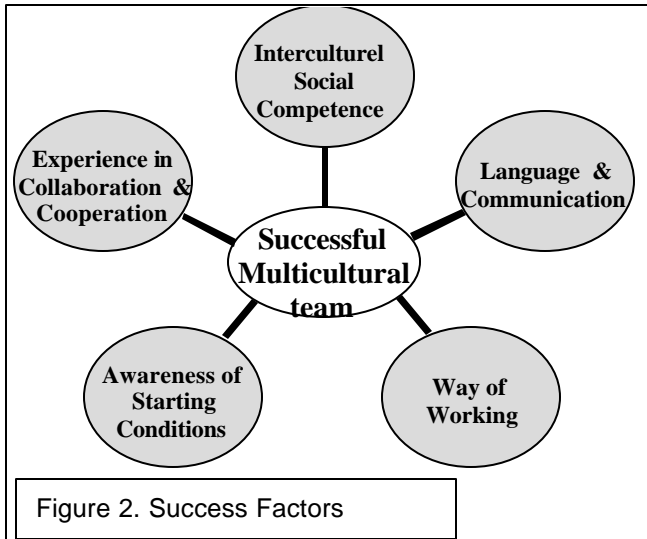 Interculturel
Social
Competence
Experience in
Collaboration &
Cooperation
Language &
Communication
Successful
Multicultural
team
Awareness of
Starting
Conditions
Way of
Working
Figure 2. Success Factors